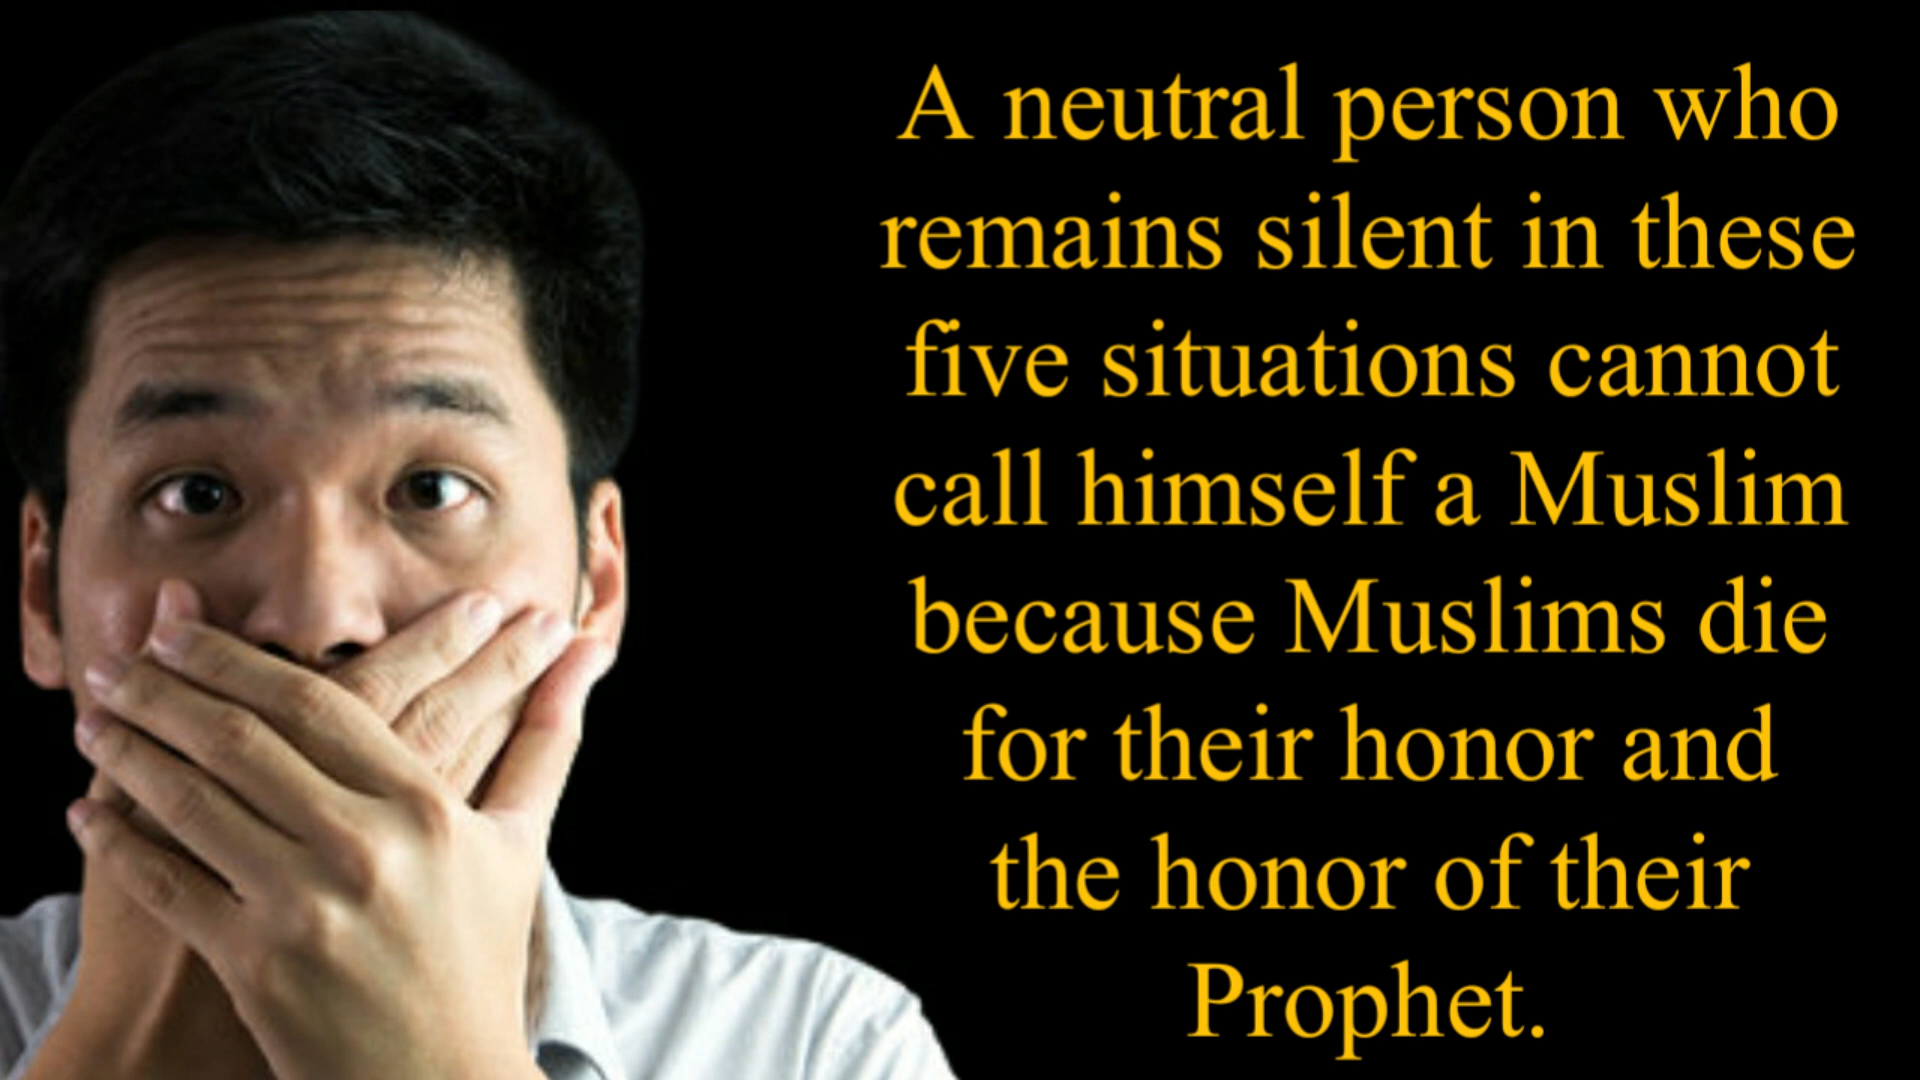 A neutral person who
remains silent in these
five situations cannot
call himself a Muslim
because Muslims die
for their honor and
the honor of their
Prophet.